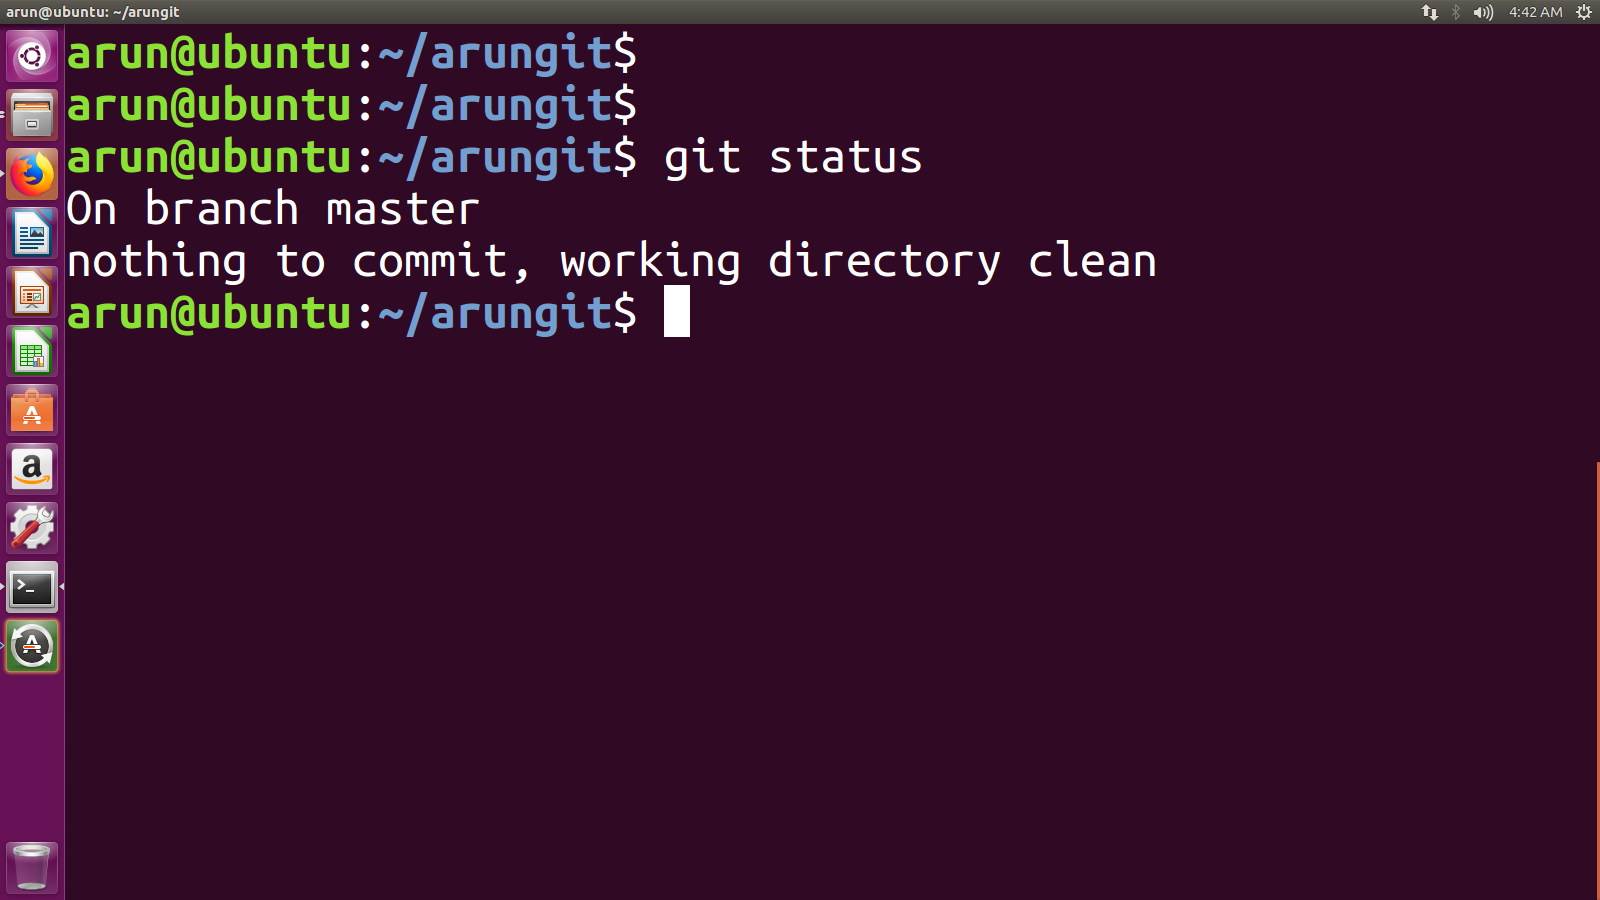 arun@ubuntu: ~/arungit
4:42 AM
arun@ubuntu:~/arungit$
arun@ubuntu:~/arungit$
arun@ubuntu:~/arungit$ git status
On branch master
nothing to commit, working directory clean
arun@ubuntu:~/arungit$